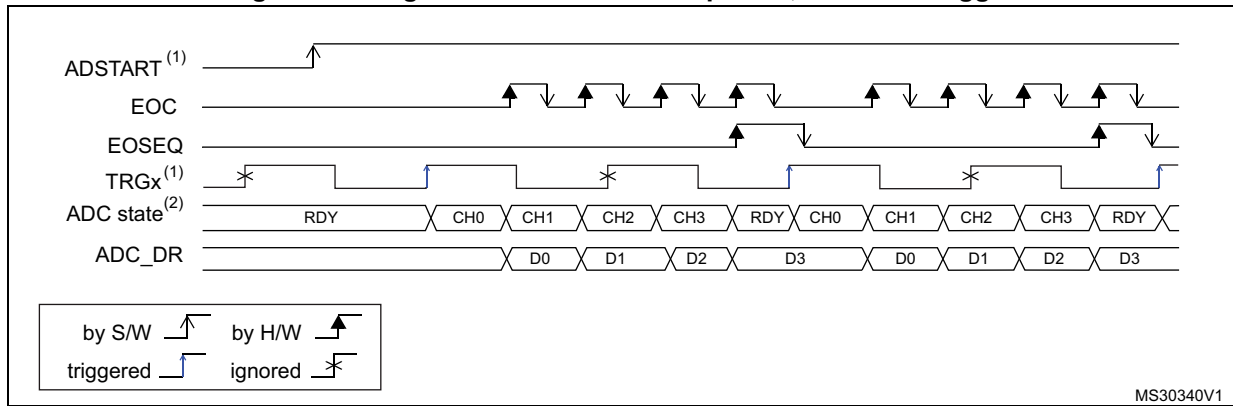 ADSTART (1)
EOC
EOSEQ
TRGx(1)
ADC state(2) RDY CH0 CH1 CH2 CH3 RDY CH0 CH1 CH2 CH3 RDY
ADC_DR D0 D1 D2 D3 D0 D1 D2 D3
by S/W by H/W
triggered ignored
MS30340V1